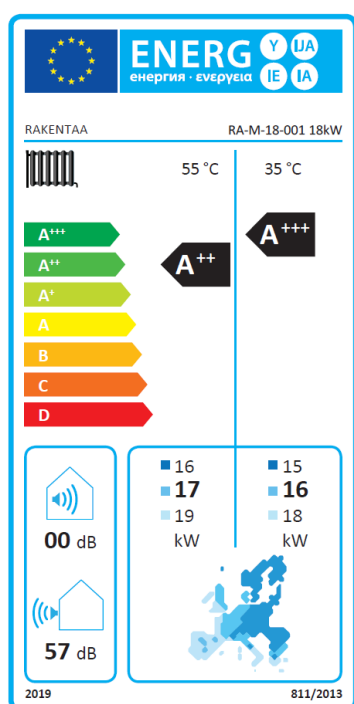 ENERG
Y IJA
енергия · ενεργεια
IE IA
RAKENTAA
RA-M-18-001 18kW
55 °C
35 °C
A+++
A++
A+
A
B
C
D
A++
A+++
00 dB
57 dB
16
17
19
kW
15
16
18
kW
2019
811/2013